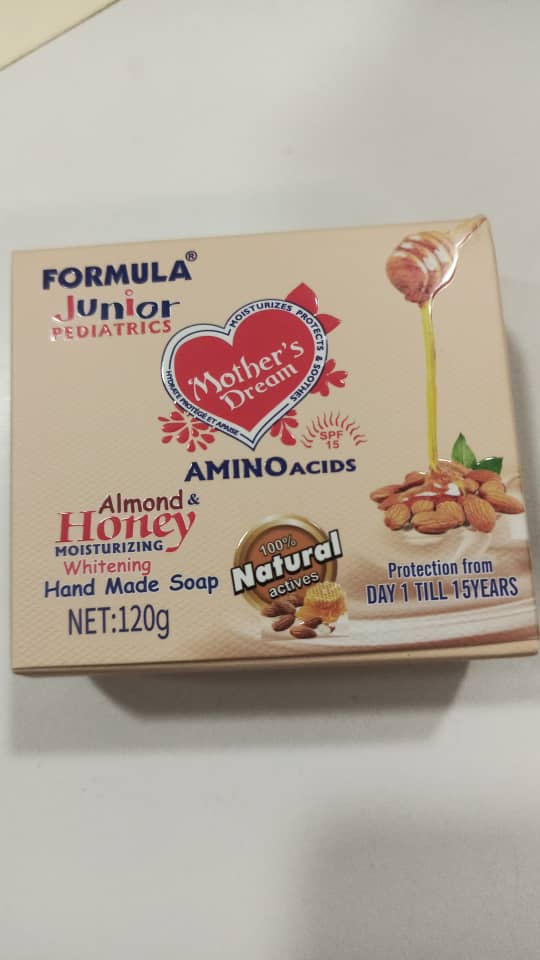 FORMULA®
Junior
PEDIATRICS
MOISTURIZES PROTECTS & SOOTHES
Mother's
Dream
HYDRATE PROTÉGE ET APAISE
SPF
15
AMINO ACIDS
Almond &
Honey
MOISTURIZING
Whitening
Hand Made Soap
NET:120g
100%
Natural
actives
Protection from
DAY 1 TILL 15YEARS